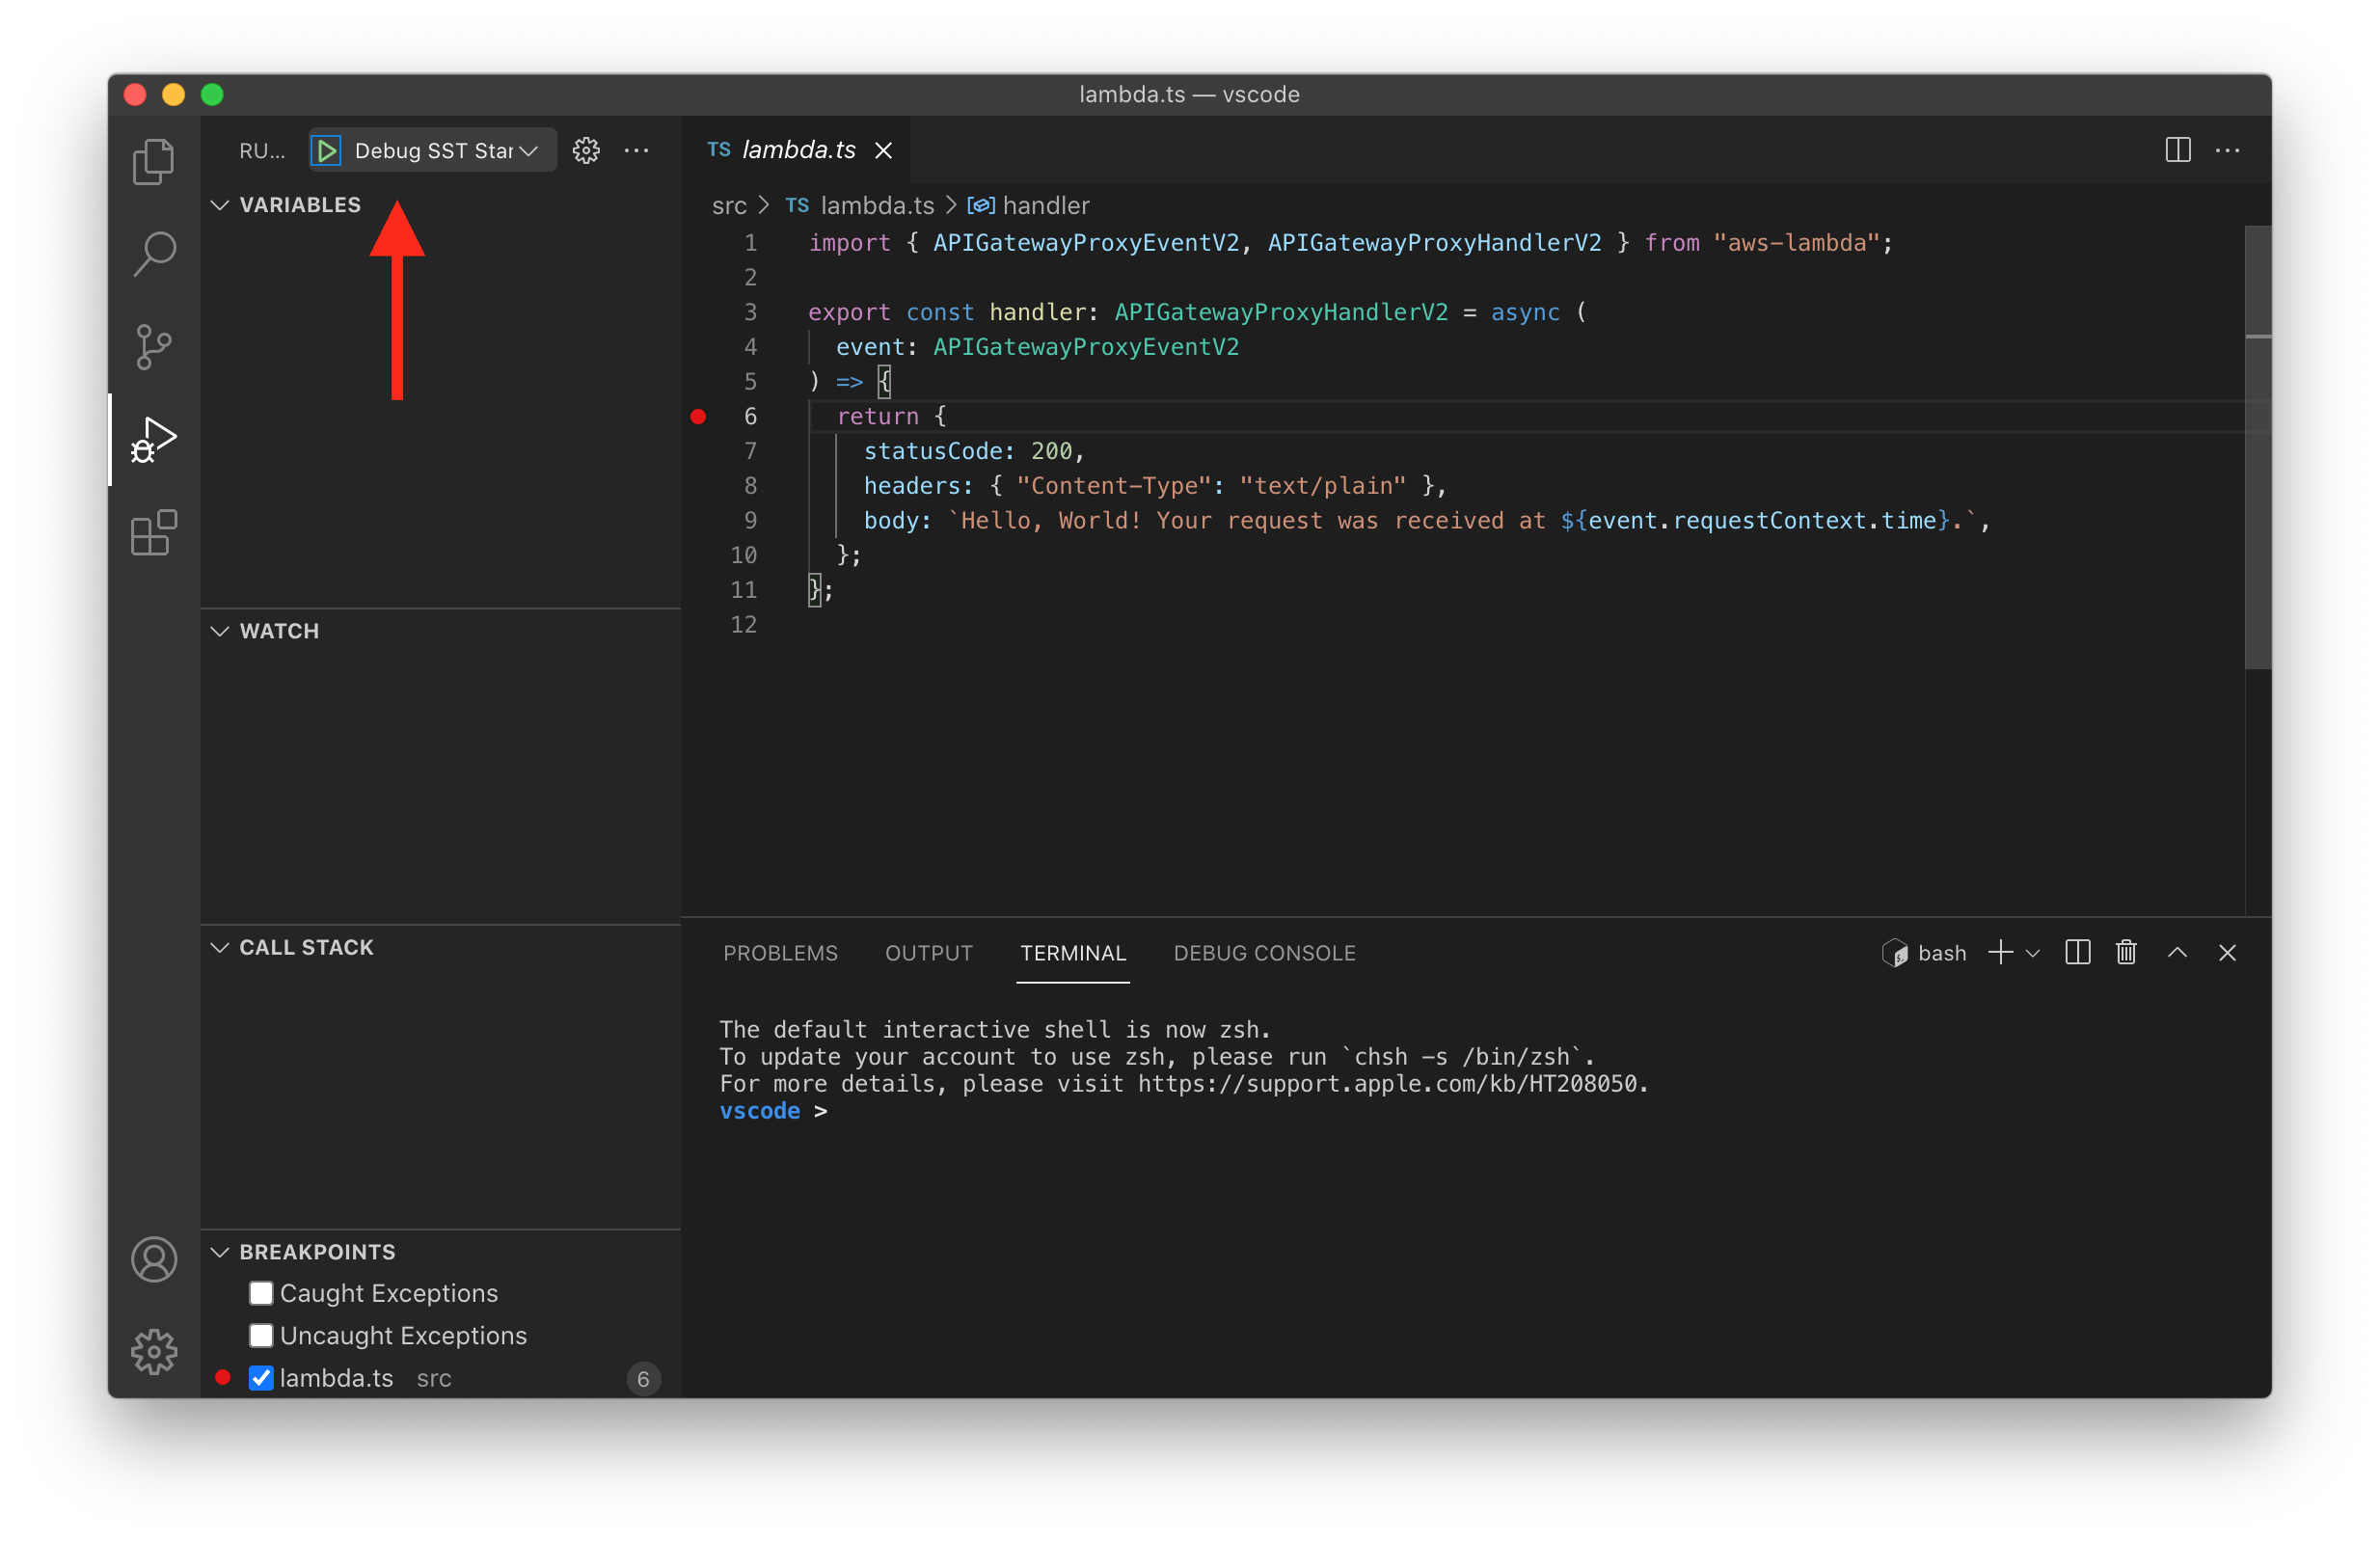 lambda.ts — vscode
RU...
Debug SST Star
VARIABLES
WATCH
CALL STACK
BREAKPOINTS
Caught Exceptions
Uncaught Exceptions
lambda.ts src 6
TS lambda.ts
src > TS lambda.ts > handler
1 import { APIGatewayProxyEventV2, APIGatewayProxyHandlerV2 } from "aws-lambda";
2
3 export const handler: APIGatewayProxyHandlerV2 = async (
4 event: APIGatewayProxyEventV2
5 ) => {
6 return {
7 statusCode: 200,
8 headers: { "Content-Type": "text/plain" },
9 body: `Hello, World! Your request was received at ${event.requestContext.time}.`,
10 };
11 };
12
PROBLEMS OUTPUT TERMINAL DEBUG CONSOLE
bash
The default interactive shell is now zsh.
To update your account to use zsh, please run `chsh -s /bin/zsh`.
For more details, please visit https://support.apple.com/kb/HT208050.
vscode >